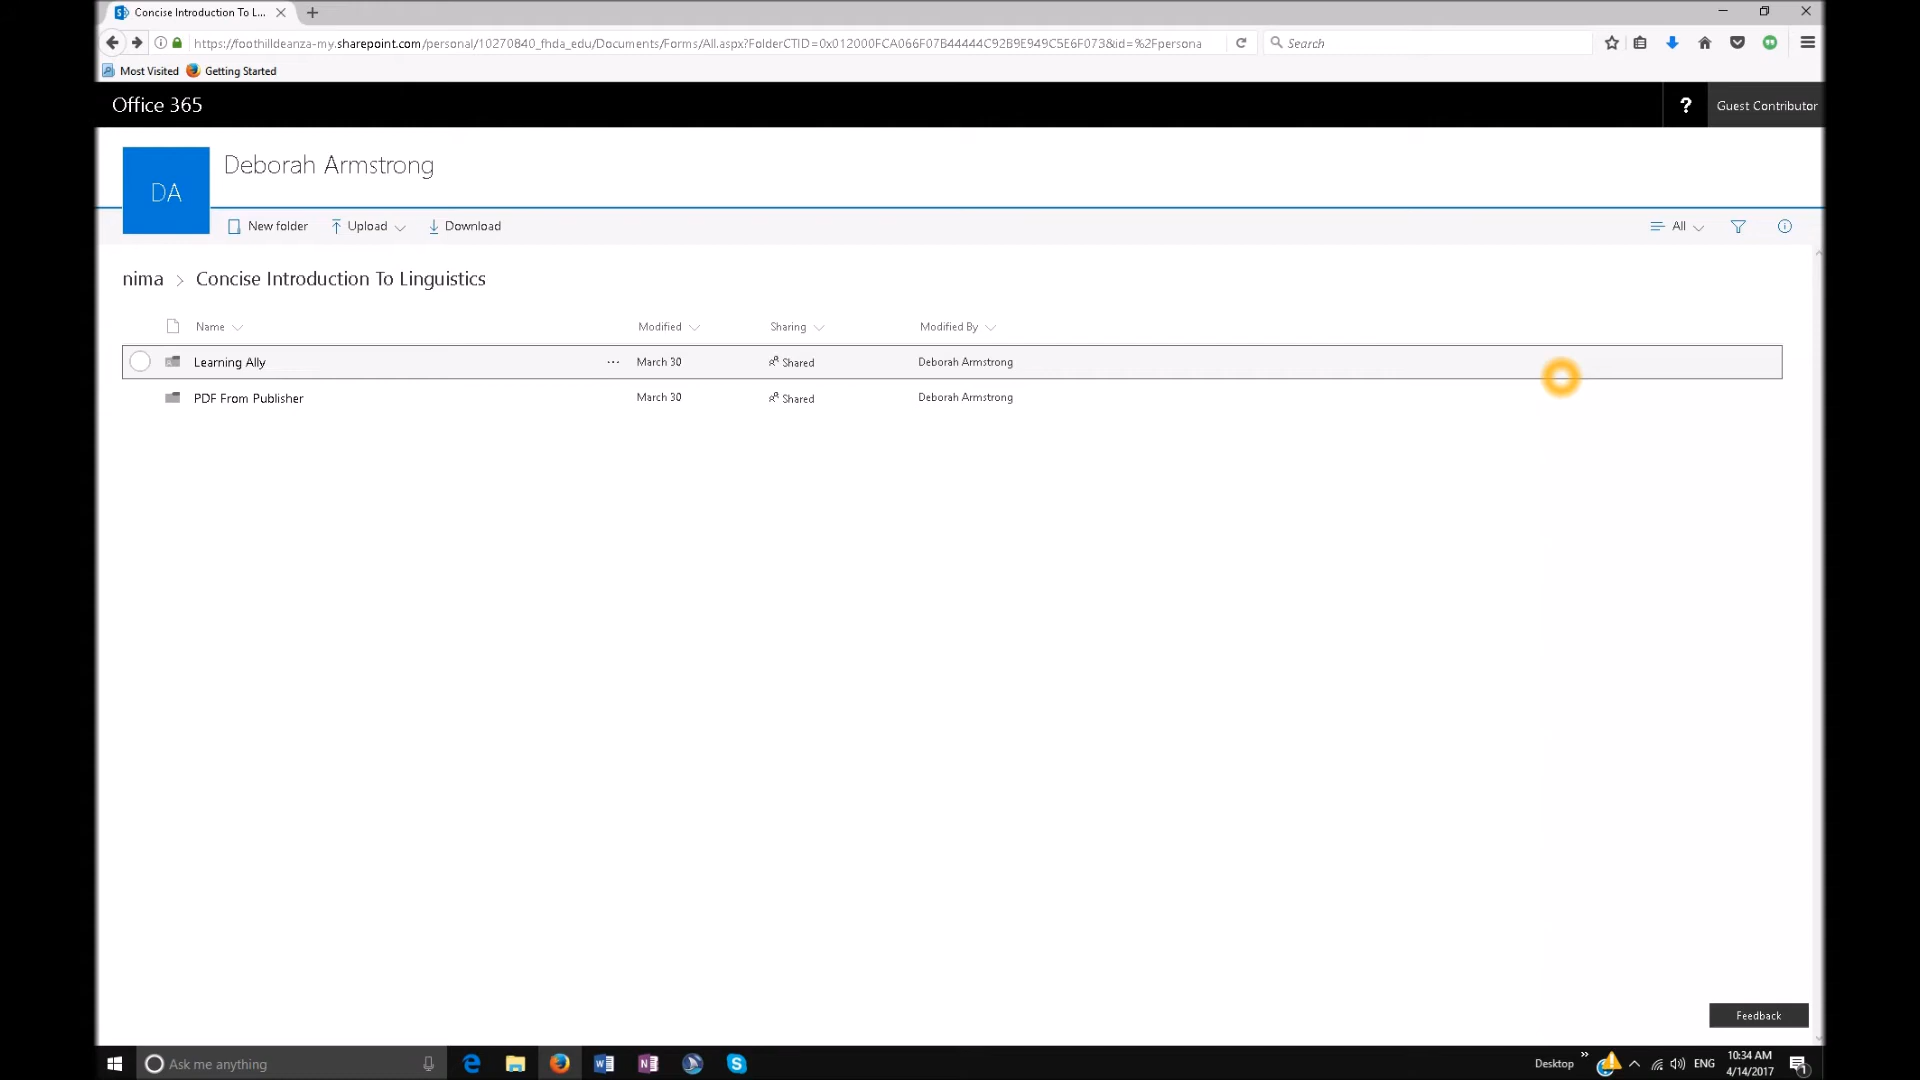 Concise Introduction To L...
https://foothilldeanza-my.sharepoint.com/personal/10270840_fhda_edu/Documents/Forms/All.aspx?FolderCTID=0x012000FCA066F07B44444C92B9E949C5E6F073&id=%2Fpersona
Search
Most Visited Getting Started
Office 365 ? Guest Contributor
DA
Deborah Armstrong
New folder Upload Download All
nima > Concise Introduction To Linguistics
Name Modified Sharing Modified By
Learning Ally ... March 30 Shared Deborah Armstrong
PDF From Publisher March 30 Shared Deborah Armstrong
Feedback
Ask me anything
Desktop ENG 10:34 AM
4/14/2017